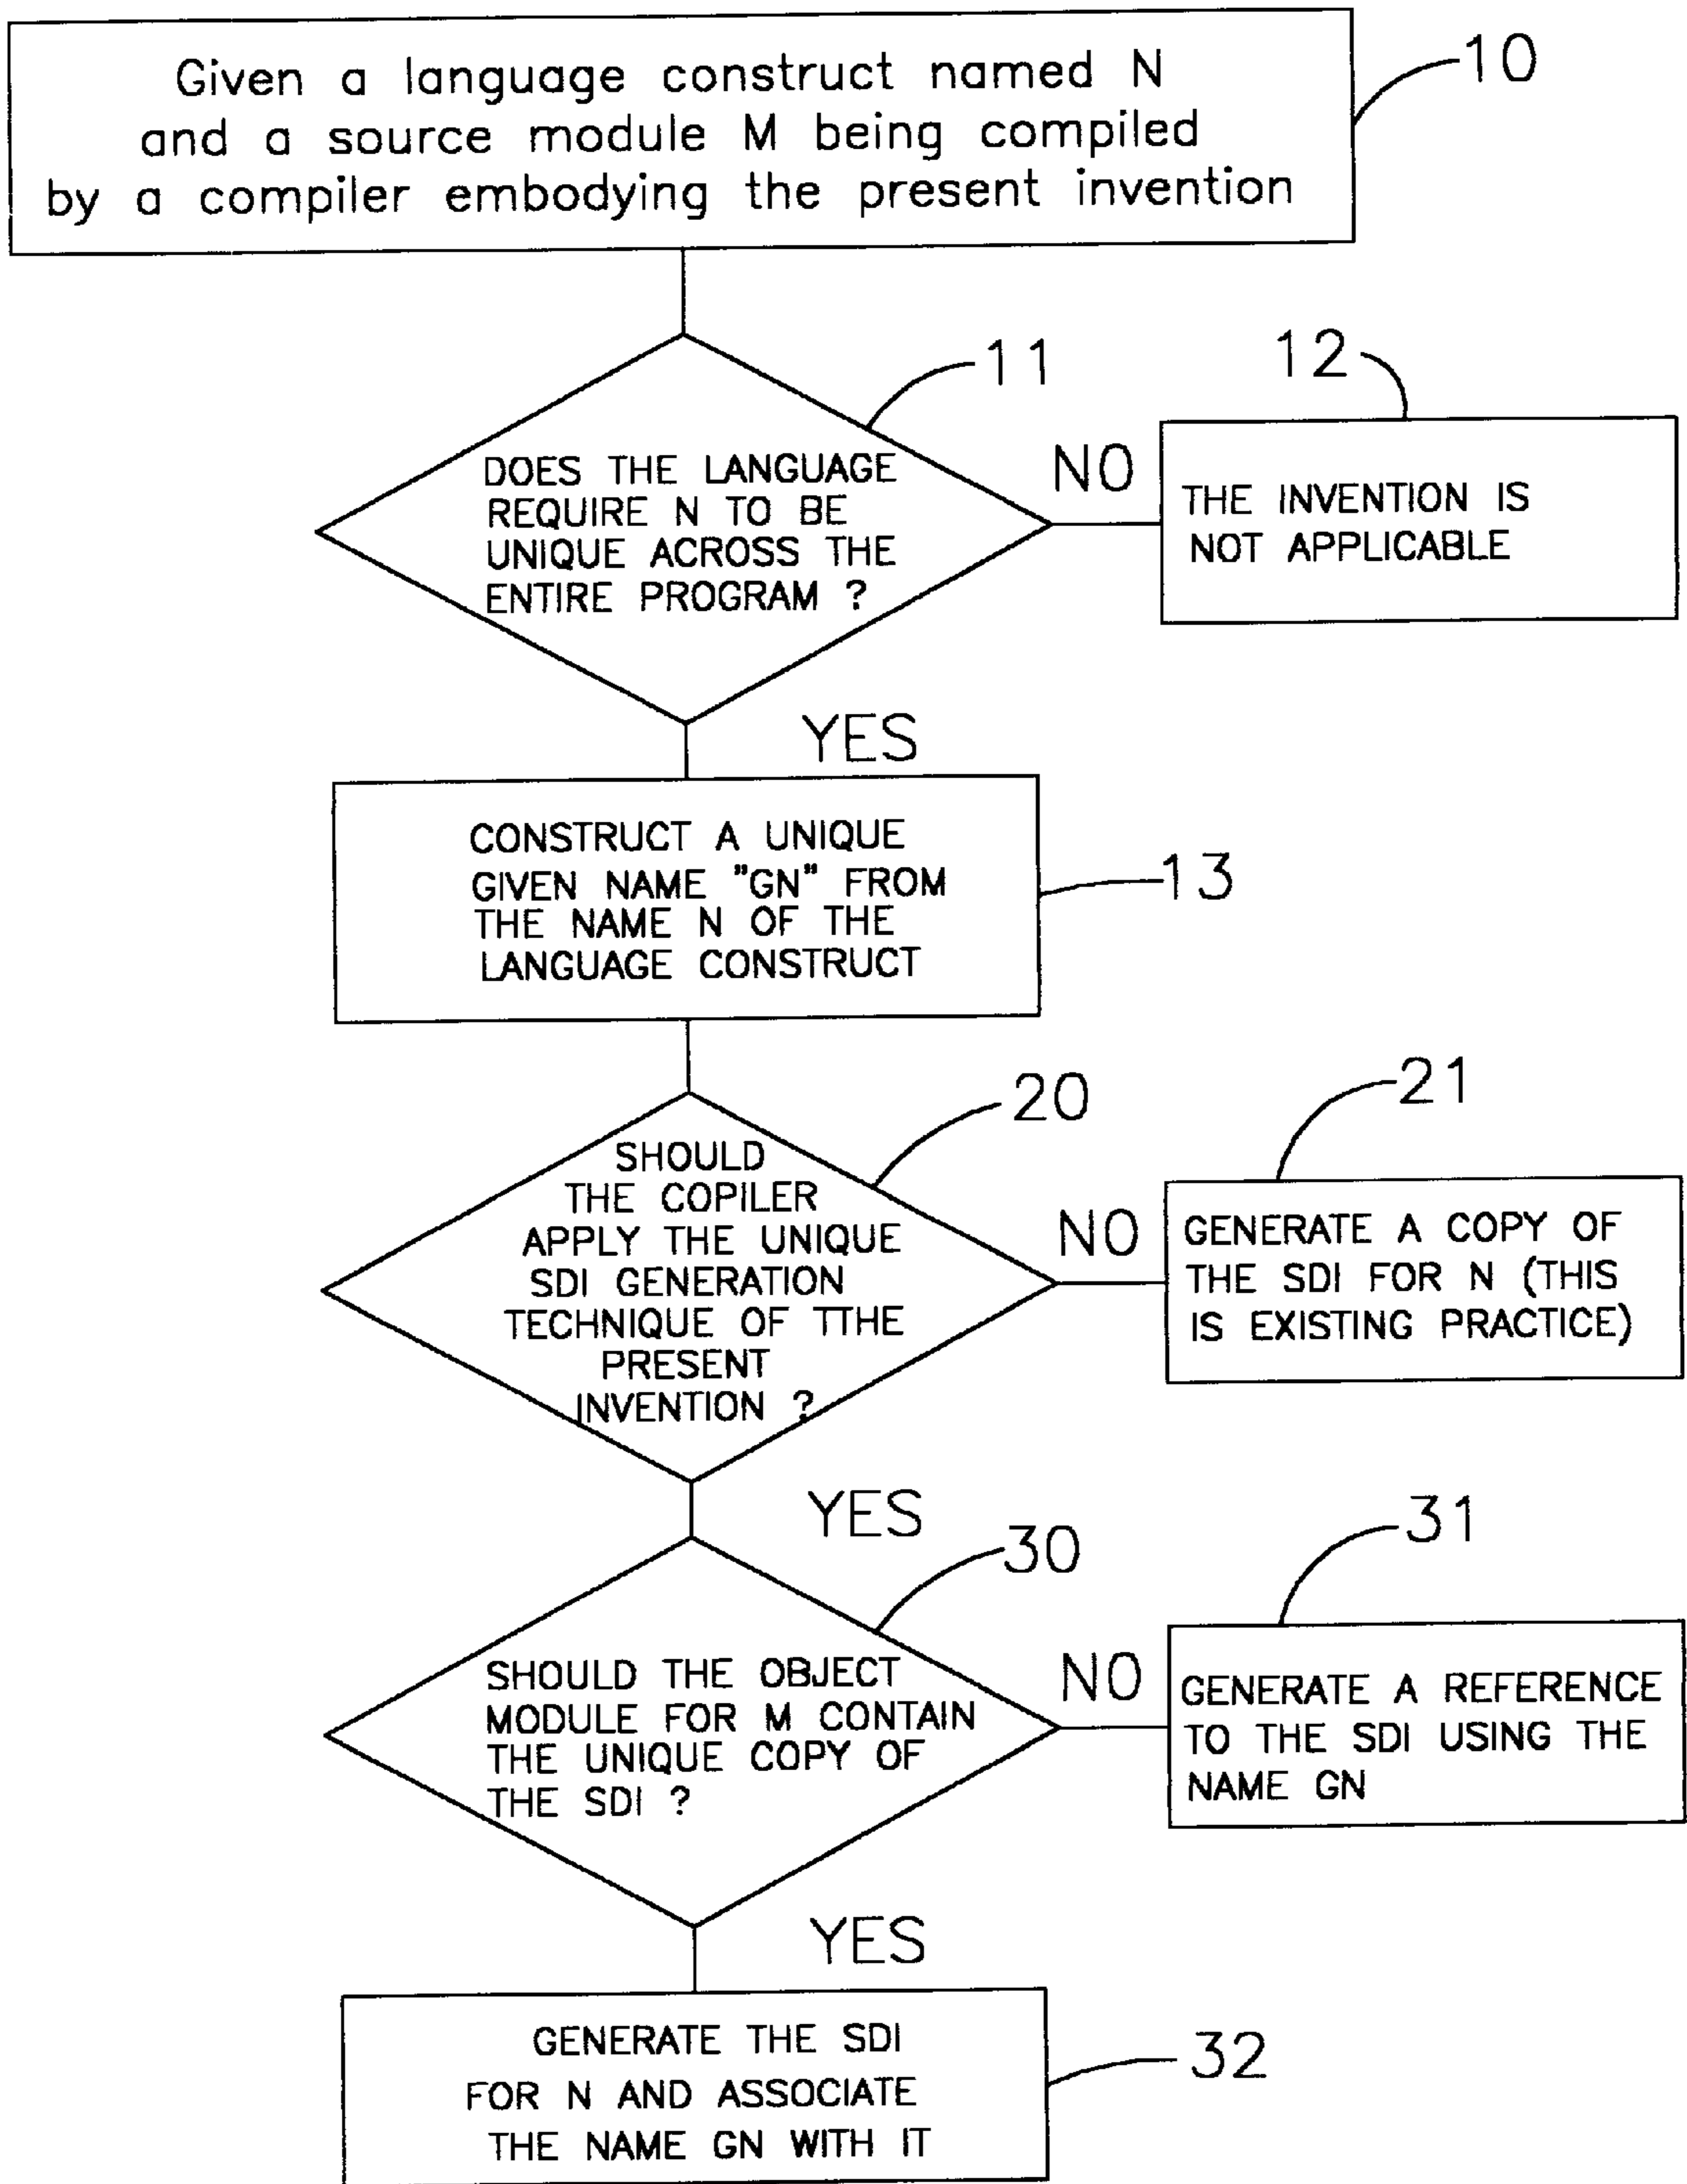 Given a language construct named N
and a source module M being compiled
by a compiler embodying the present invention
10
11
12
DOES THE LANGUAGE
REQUIRE N TO BE
UNIQUE ACROSS THE
ENTIRE PROGRAM ?
NO
THE INVENTION IS
NOT APPLICABLE
YES
CONSTRUCT A UNIQUE
GIVEN NAME "GN" FROM
THE NAME N OF THE
LANGUAGE CONSTRUCT
13
20
21
SHOULD
THE COPILER
APPLY THE UNIQUE
SDI GENERATION
TECHNIQUE OF TTHE
PRESENT
INVENTION ?
NO
GENERATE A COPY OF
THE SDI FOR N (THIS
IS EXISTING PRACTICE)
YES
30
31
SHOULD THE OBJECT
MODULE FOR M CONTAIN
THE UNIQUE COPY OF
THE SDI ?
NO
GENERATE A REFERENCE
TO THE SDI USING THE
NAME GN
YES
GENERATE THE SDI
FOR N AND ASSOCIATE
THE NAME GN WITH IT
32